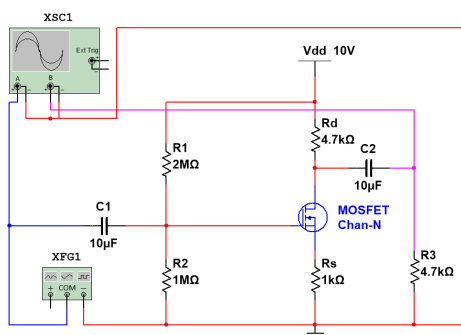 XSC1
Ext Trig
+
-
A
B
+ - + -
Vdd 10V
R1
2MΩ
Rd
4.7kΩ
C2
10µF
C1
10µF
MOSFET
Chan-N
XFG1
+ COM -
R2
1MΩ
Rs
1kΩ
R3
4.7kΩ